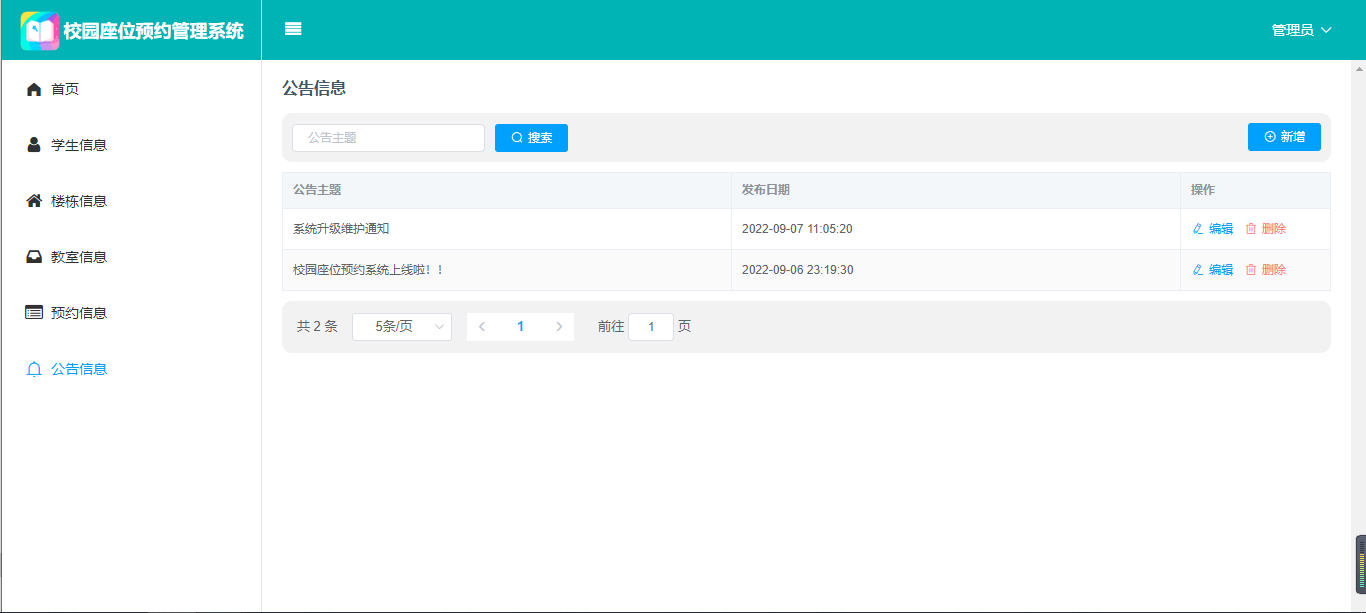 校园座位预约管理系统
管理员
首页
学生信息
楼栋信息
教室信息
预约信息
公告信息
公告信息
公告主题 搜索 新增
公告主题 发布日期 操作
系统升级维护通知 2022-09-07 11:05:20 编辑 删除
校园座位预约系统上线啦！！ 2022-09-06 23:19:30 编辑 删除
共 2 条 5条/页 1 前往 1 页